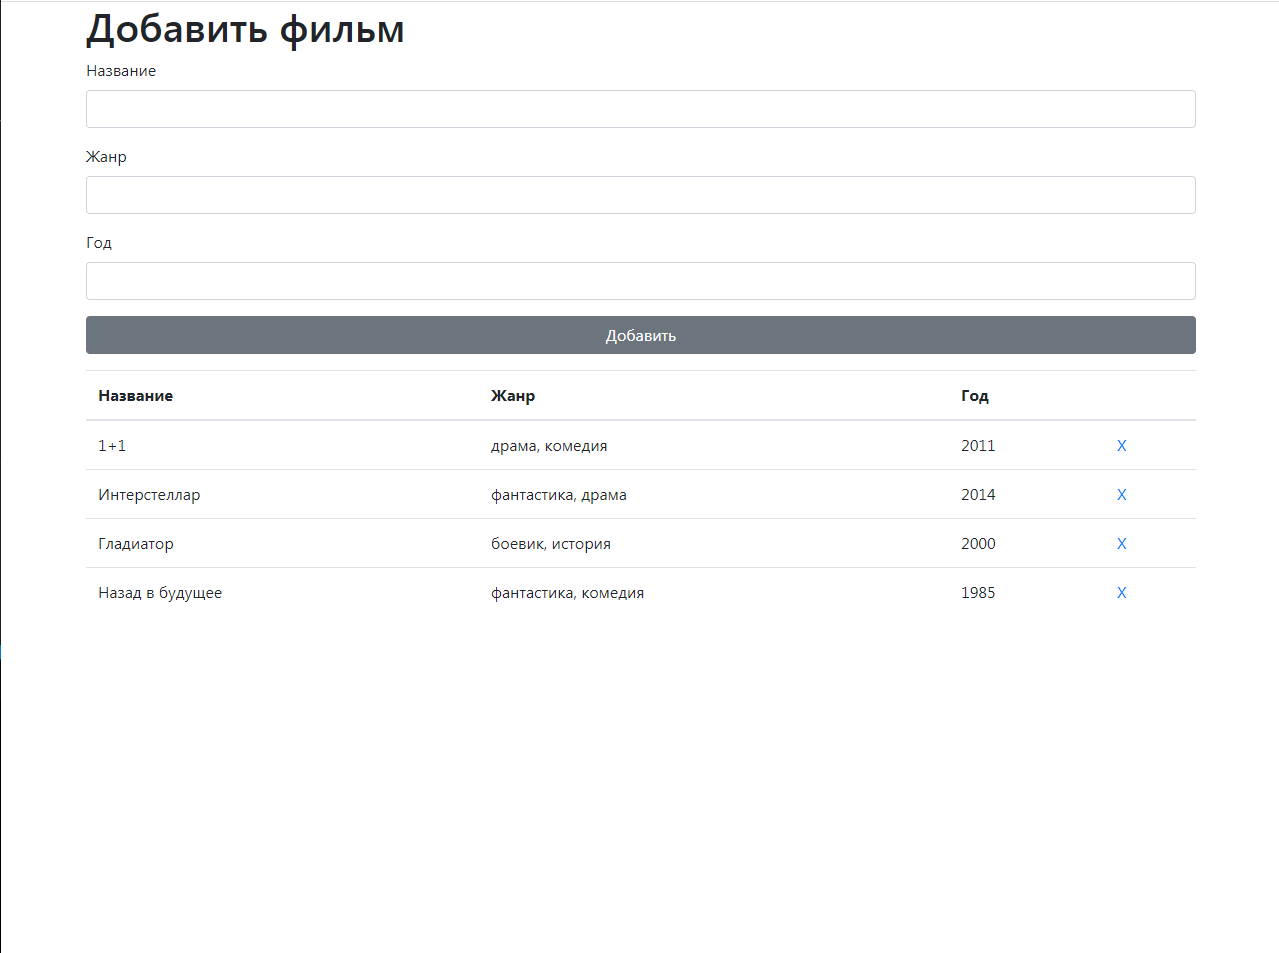 Добавить фильм
Название
Жанр
Год
Добавить
Название Жанр Год
1+1 драма, комедия 2011 X
Интерстеллар фантастика, драма 2014 X
Гладиатор боевик, история 2000 X
Назад в будущее фантастика, комедия 1985 X